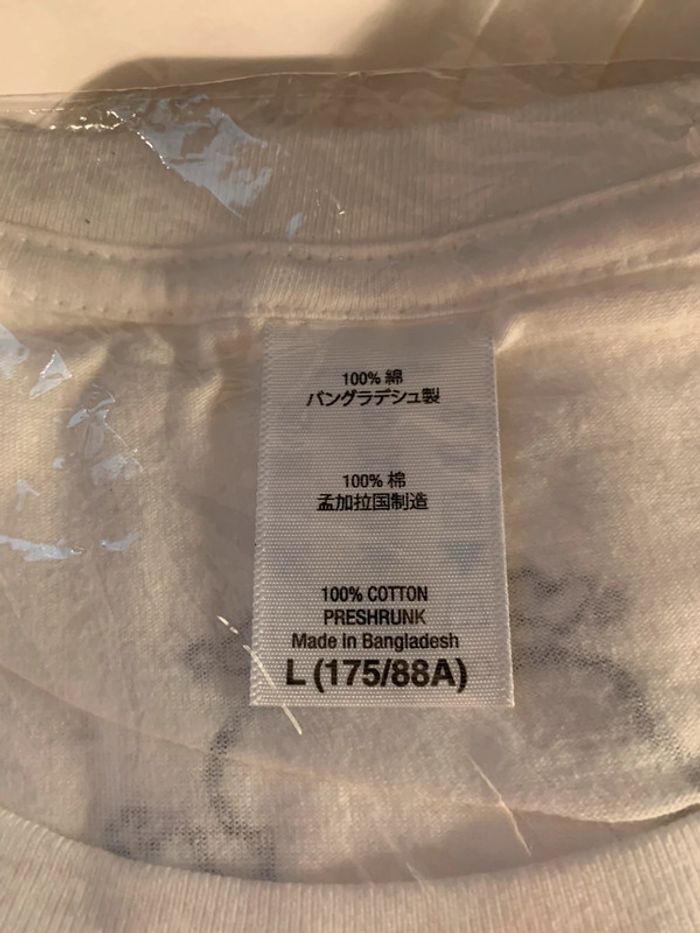 100% 綿
バングラデシュ製
100% 棉
孟加拉国制造
100% COTTON
PRESHRUNK
Made in Bangladesh
L (175/88A)